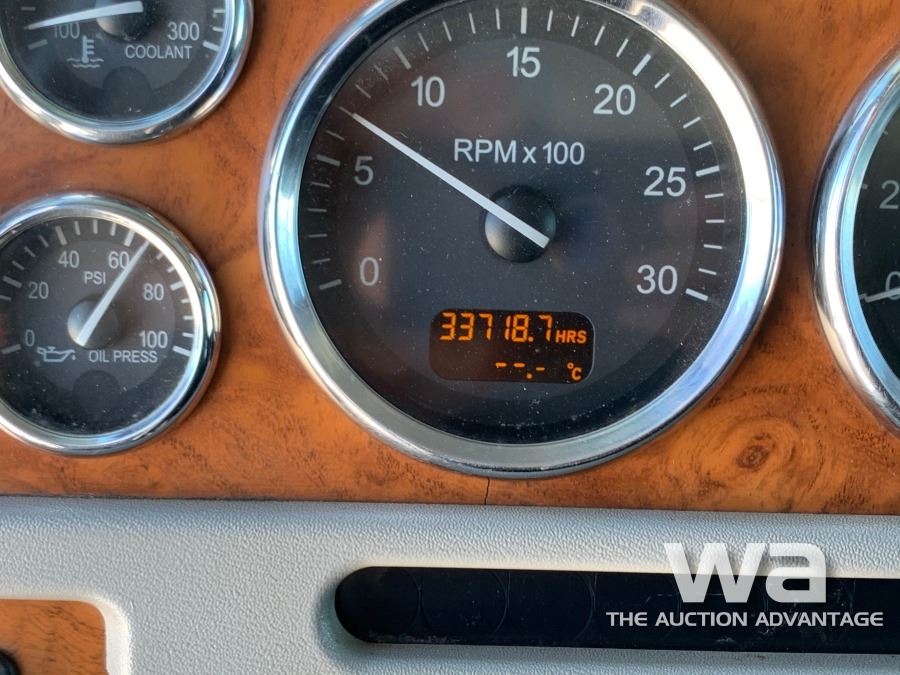 100 300
COOLANT
0 5 10 15 20 25 30
RPM x 100
33718.7 HRS
--.- °C
0 20 40 60 80 100
PSI
OIL PRESS
0
wa
THE AUCTION ADVANTAGE